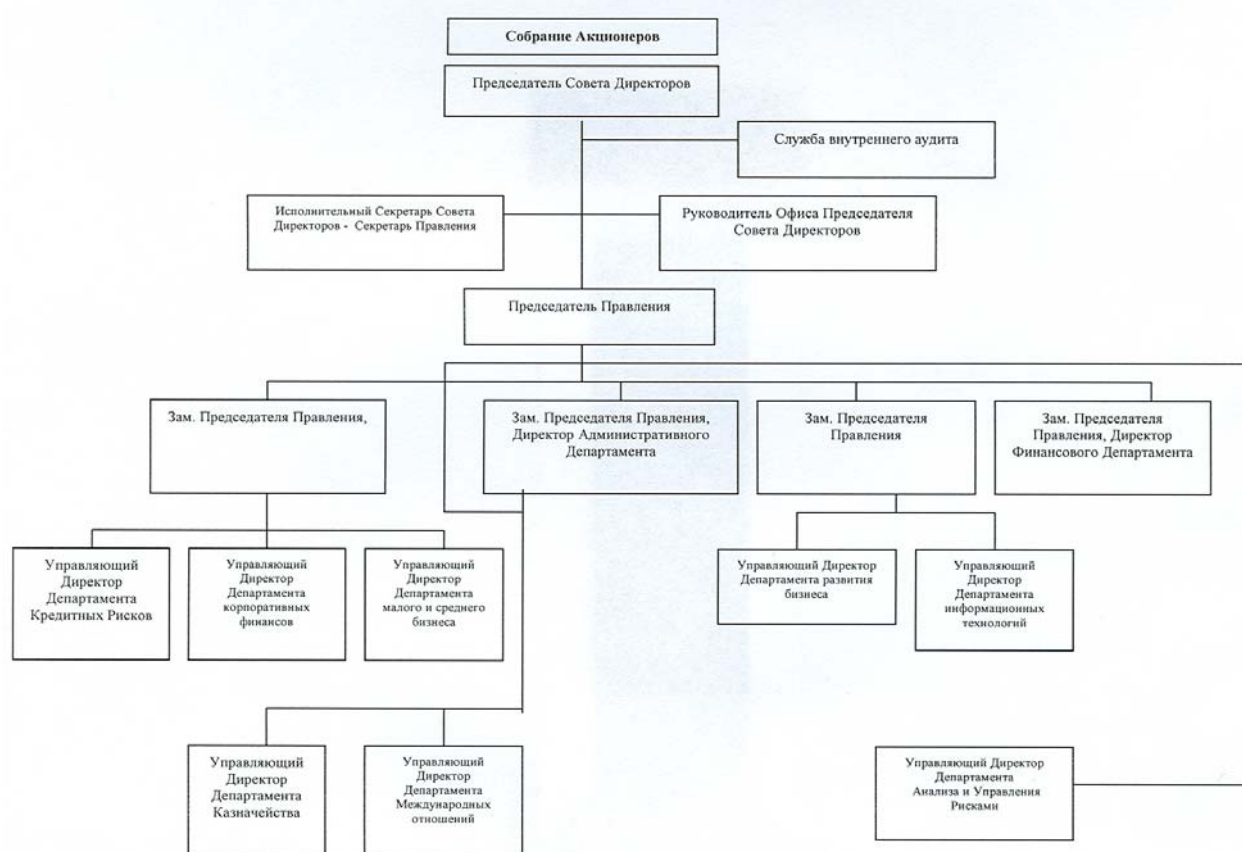 Собрание Акционеров
Председатель Совета Директоров
Служба внутреннего аудита
Исполнительный Секретарь Совета
Директоров - Секретарь Правления
Руководитель Офиса Председателя
Совета Директоров
Председатель Правления
Зам. Председателя Правления,
Зам. Председателя Правления,
Директор Административного
Департамента
Зам. Председателя
Правления
Зам. Председателя
Правления, Директор
Финансового Департамента
Управляющий
Директор
Департамента
Кредитных Рисков
Управляющий
Директор
Департамента
корпоративных
финансов
Управляющий
Директор
Департамента
малого и среднего
бизнеса
Управляющий Директор
Департамента развития
бизнеса
Управляющий
Директор
Департамента
информационных
технологий
Управляющий
Директор
Департамента
Казначейства
Управляющий
Директор
Департамента
Международных
отношений
Управляющий Директор
Департамента
Анализа и Управления
Рисками